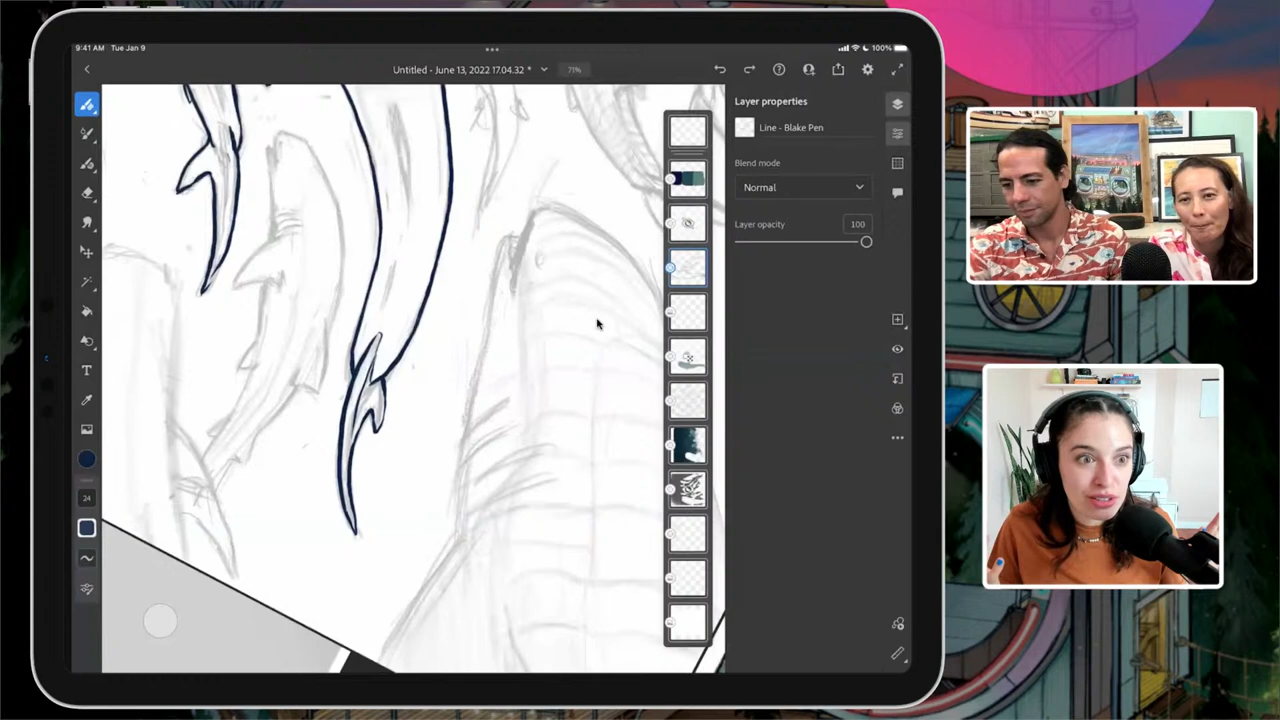 9:41 AM Tue Jan 9
100%
Untitled - June 13, 2022 17.04.32 *
71%
Layer properties
Line - Blake Pen
Blend mode
Normal
Layer opacity
100
T
24